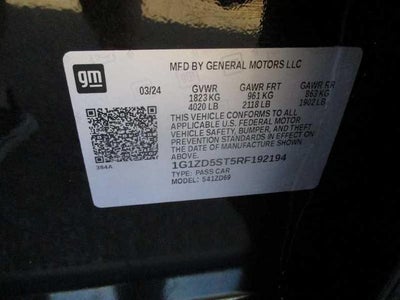 gm
MFD BY GENERAL MOTORS LLC
03/24 GVWR GAWR FRT GAWR RR
1823 KG 961 KG 863 KG
4020 LB 2118 LB 1902 LB
THIS VEHICLE CONFORMS TO ALL
APPLICABLE U.S. FEDERAL MOTOR
VEHICLE SAFETY, BUMPER, AND THEFT
PREVENTION STANDARDS IN EFFECT ON
THE DATE OF MANUFACTURE SHOWN
ABOVE.
1G1ZD5ST5RF192194
TYPE: PASS CAR
MODEL: 541ZD69
384A